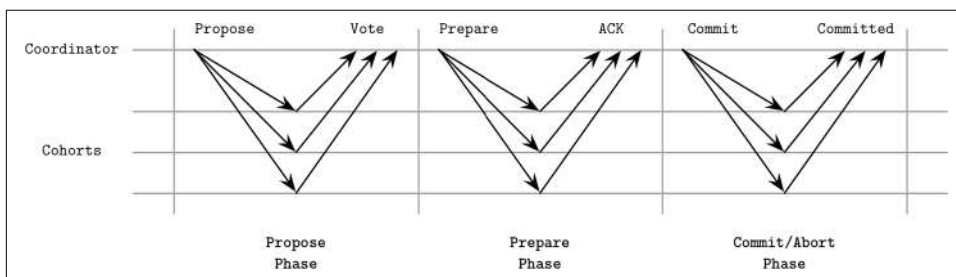 Propose Vote Prepare ACK Commit Committed
Coordinator
Cohorts
Propose Prepare Commit/Abort
Phase Phase Phase